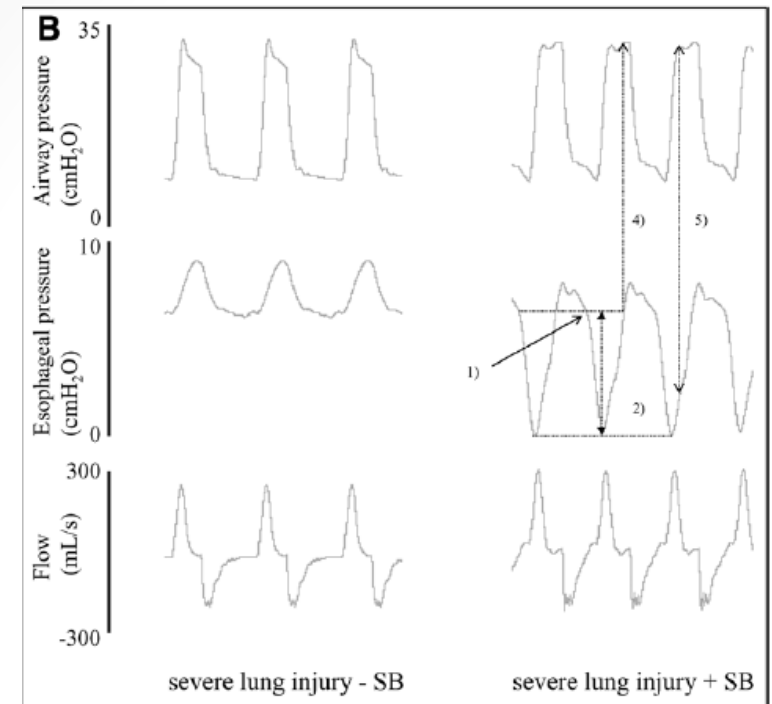 B
35
Airway pressure
(cmH₂O)
0
4)
5)
10
Esophageal pressure
(cmH₂O)
1)
2)
0
300
Flow
(mL/s)
-300
severe lung injury - SB
severe lung injury + SB